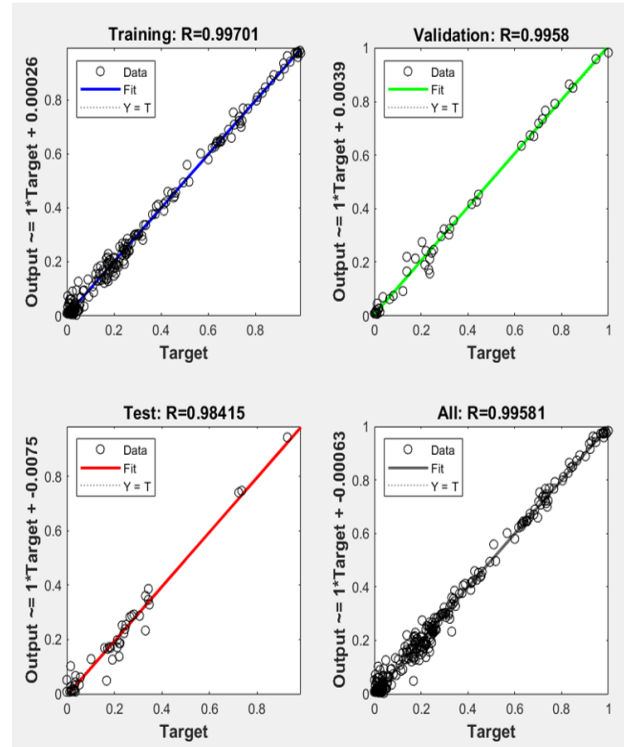 Training: R=0.99701
Output ~= 1*Target + 0.00026
Data
Fit
Y = T
0.8
0.6
0.4
0.2
0
0 0.2 0.4 0.6 0.8
Target
Validation: R=0.9958
Output ~= 1*Target + 0.0039
Data
Fit
Y = T
1
0.8
0.6
0.4
0.2
0
0 0.2 0.4 0.6 0.8 1
Target
Test: R=0.98415
Output ~= 1*Target + -0.0075
Data
Fit
Y = T
0.8
0.6
0.4
0.2
0
0 0.2 0.4 0.6 0.8
Target
All: R=0.99581
Output ~= 1*Target + -0.00063
Data
Fit
Y = T
1
0.8
0.6
0.4
0.2
0
0 0.2 0.4 0.6 0.8 1
Target